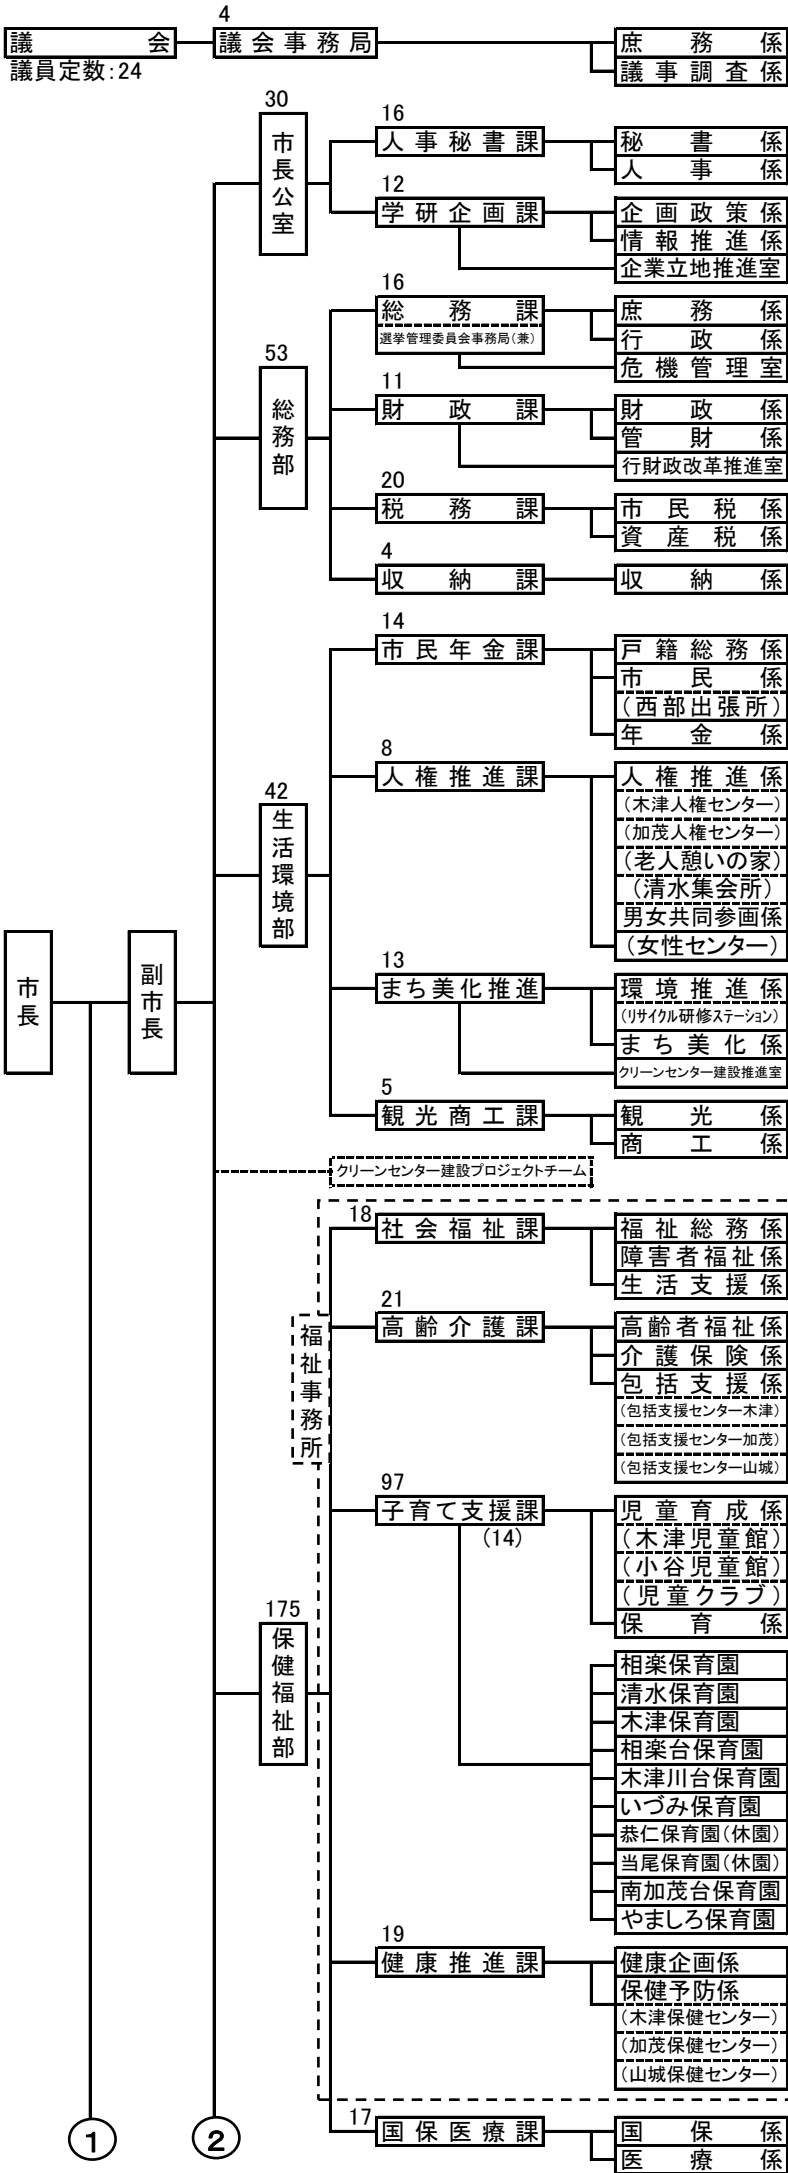 4
議会 議会事務局 庶務係
議員定数:24 議事調査係
30
市長公室
16
人事秘書課 秘書係
人事係
12
学研企画課 企画政策係
情報推進係
企業立地推進室
53
総務部
16
総務課 庶務係
選挙管理委員会事務局(兼) 行政係
危機管理室
11
財政課 財政係
管財係
行財政改革推進室
20
税務課 市民税係
資産税係
4
収納課 収納係
42
生活環境部
14
市民年金課 戸籍総務係
市民係
(西部出張所)
年金係
8
人権推進課 人権推進係
(木津人権センター)
(加茂人権センター)
(老人憩いの家)
(清水集会所)
男女共同参画係
(女性センター)
市長 副市長
13
まち美化推進 環境推進係
(リサイクル研修ステーション)
まち美化係
クリーンセンター建設推進室
5
観光商工課 観光係
商工係
クリーンセンター建設プロジェクトチーム
福祉事務所
175
保健福祉部
18
社会福祉課 福祉総務係
障害者福祉係
生活支援係
21
高齢介護課 高齢者福祉係
介護保険係
包括支援係
(包括支援センター木津)
(包括支援センター加茂)
(包括支援センター山城)
97
子育て支援課 児童育成係
(14) (木津児童館)
(小谷児童館)
(児童クラブ)
保育係
相楽保育園
清水保育園
木津保育園
相楽台保育園
木津川台保育園
いづみ保育園
恭仁保育園(休園)
当尾保育園(休園)
南加茂台保育園
やましろ保育園
19
健康推進課 健康企画係
保健予防係
(木津保健センター)
(加茂保健センター)
(山城保健センター)
17
国保医療課 国保係
医療係
1 2